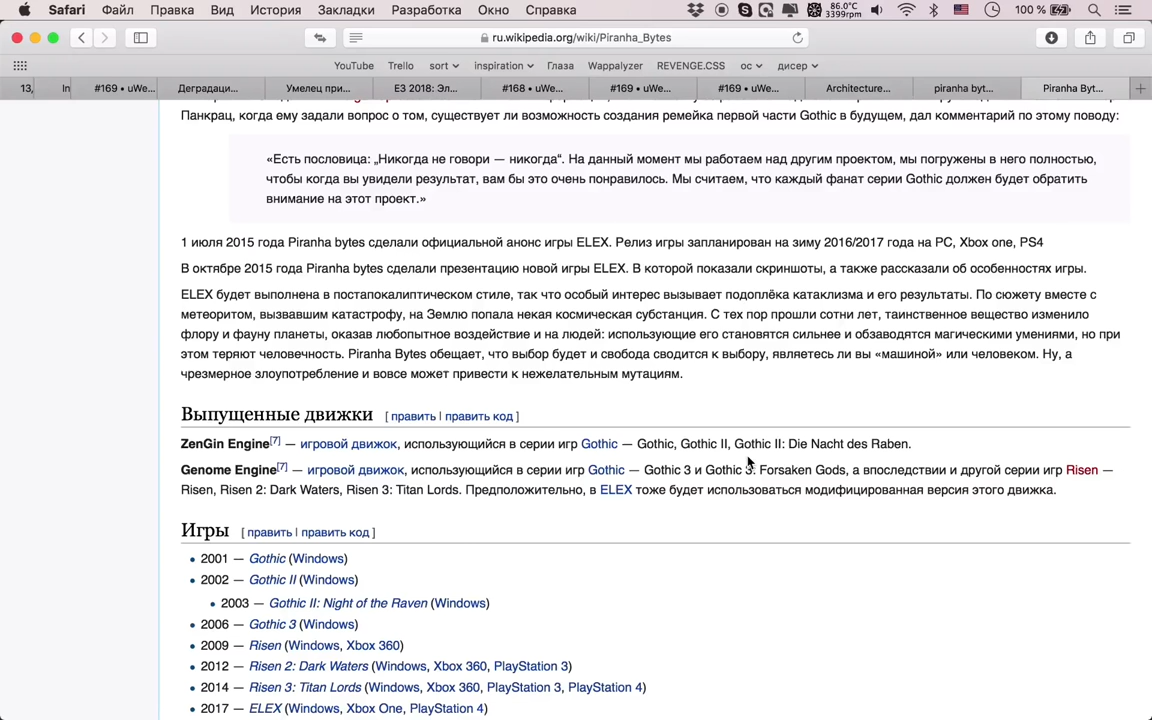 Safari Файл Правка Вид История Закладки Разработка Окно Справка 86.0°C 3399rpm 100 %
ru.wikipedia.org/wiki/Piranha_Bytes
YouTube Trello sort inspiration Глаза Wappalyzer REVENGE.CSS ос дисер
13, In #169 • uWe... Деградаци... Умелец при... E3 2018: Эл... #168 • uWe... #169 • uWe... #169 • uWe... Architecture... piranha byt... Piranha Byt...
Панкрац, когда ему задали вопрос о том, существует ли возможность создания ремейка первой части Gothic в будущем, дал комментарий по этому поводу:
«Есть пословица: „Никогда не говори — никогда“. На данный момент мы работаем над другим проектом, мы погружены в него полностью,
чтобы когда вы увидели результат, вам бы это очень понравилось. Мы считаем, что каждый фанат серии Gothic должен будет обратить
внимание на этот проект.»
1 июля 2015 года Piranha bytes сделали официальной анонс игры ELEX. Релиз игры запланирован на зиму 2016/2017 года на PC, Xbox one, PS4
В октябре 2015 года Piranha bytes сделали презентацию новой игры ELEX. В которой показали скриншоты, а также рассказали об особенностях игры.
ELEX будет выполнена в постапокалиптическом стиле, так что особый интерес вызывает подоплёка катаклизма и его результаты. По сюжету вместе с
метеоритом, вызвавшим катастрофу, на Землю попала некая космическая субстанция. С тех пор прошли сотни лет, таинственное вещество изменило
флору и фауну планеты, оказав любопытное воздействие и на людей: использующие его становятся сильнее и обзаводятся магическими умениями, но при
этом теряют человечность. Piranha Bytes обещает, что выбор будет и свобода сводится к выбору, являетесь ли вы «машиной» или человеком. Ну, а
чрезмерное злоупотребление и вовсе может привести к нежелательным мутациям.
Выпущенные движки [ править | править код ]
ZenGin Engine[7] — игровой движок, использующийся в серии игр Gothic — Gothic, Gothic II, Gothic II: Die Nacht des Raben.
Genome Engine[7] — игровой движок, использующийся в серии игр Gothic — Gothic 3 и Gothic 3: Forsaken Gods, а впоследствии и другой серии игр Risen —
Risen, Risen 2: Dark Waters, Risen 3: Titan Lords. Предположительно, в ELEX тоже будет использоваться модифицированная версия этого движка.
Игры [ править | править код ]
• 2001 — Gothic (Windows)
• 2002 — Gothic II (Windows)
• 2003 — Gothic II: Night of the Raven (Windows)
• 2006 — Gothic 3 (Windows)
• 2009 — Risen (Windows, Xbox 360)
• 2012 — Risen 2: Dark Waters (Windows, Xbox 360, PlayStation 3)
• 2014 — Risen 3: Titan Lords (Windows, Xbox 360, PlayStation 3, PlayStation 4)
• 2017 — ELEX (Windows, Xbox One, PlayStation 4)